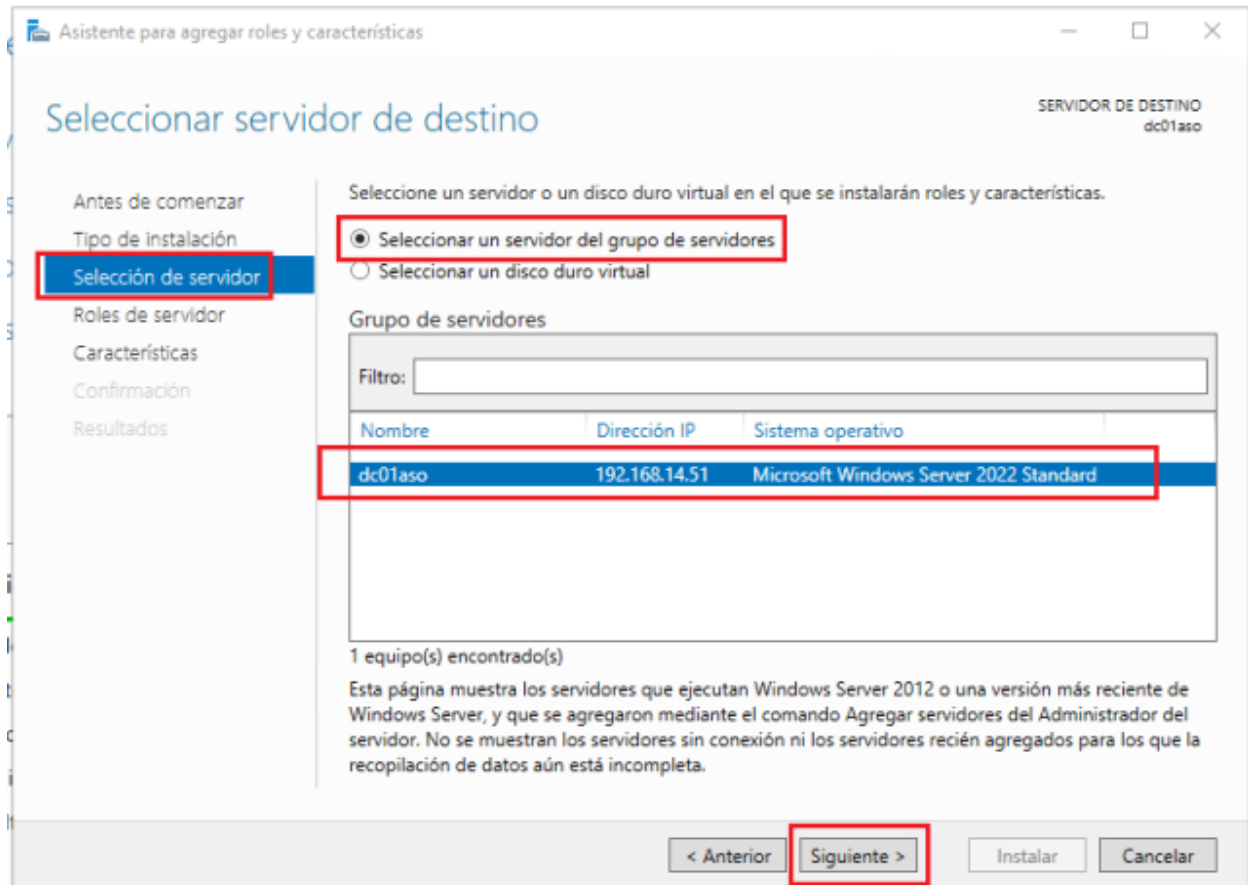 Asistente para agregar roles y características
Seleccionar servidor de destino
SERVIDOR DE DESTINO
dc01aso
Antes de comenzar
Tipo de instalación
Selección de servidor
Roles de servidor
Características
Confirmación
Resultados
Seleccione un servidor o un disco duro virtual en el que se instalarán roles y características.
Seleccionar un servidor del grupo de servidores
Seleccionar un disco duro virtual
Grupo de servidores
Filtro:
Nombre Dirección IP Sistema operativo
dc01aso 192.168.14.51 Microsoft Windows Server 2022 Standard
1 equipo(s) encontrado(s)
Esta página muestra los servidores que ejecutan Windows Server 2012 o una versión más reciente de
Windows Server, y que se agregaron mediante el comando Agregar servidores del Administrador del
servidor. No se muestran los servidores sin conexión ni los servidores recién agregados para los que la
recopilación de datos aún está incompleta.
< Anterior Siguiente > Instalar Cancelar